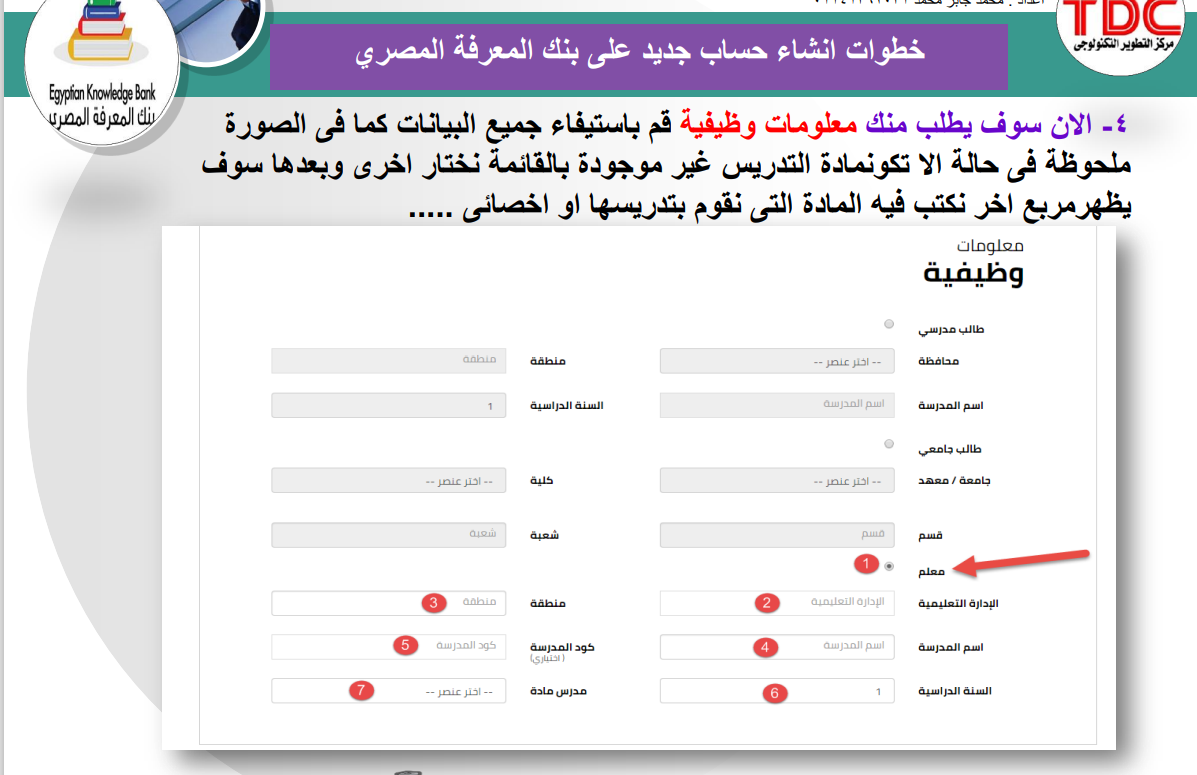 اعداد : محمد جابر محمد
TDC
مركز التطوير التكنولوجى
خطوات انشاء حساب جديد على بنك المعرفة المصري
Egyptian Knowledge Bank
بنك المعرفة المصري
٤- الان سوف يطلب منك معلومات وظيفية قم باستيفاء جميع البيانات كما فى الصورة
ملحوظة فى حالة الا تكونمادة التدريس غير موجودة بالقائمة نختار اخرى وبعدها سوف
يظهرمربع اخر نكتب فيه المادة التى نقوم بتدريسها او اخصائى .....
معلومات
وظيفية
طالب مدرسي
محافظة -- اختر عنصر -- منطقة منطقة
اسم المدرسة اسم المدرسة السنة الدراسية 1
طالب جامعي
جامعة / معهد -- اختر عنصر -- كلية -- اختر عنصر --
قسم قسم شعبة شعبة
معلم 1
الإدارة التعليمية الإدارة التعليمية 2 منطقة منطقة 3
اسم المدرسة اسم المدرسة 4 كود المدرسة كود المدرسة 5
(اختياري)
السنة الدراسية 1 6 مدرس مادة -- اختر عنصر -- 7